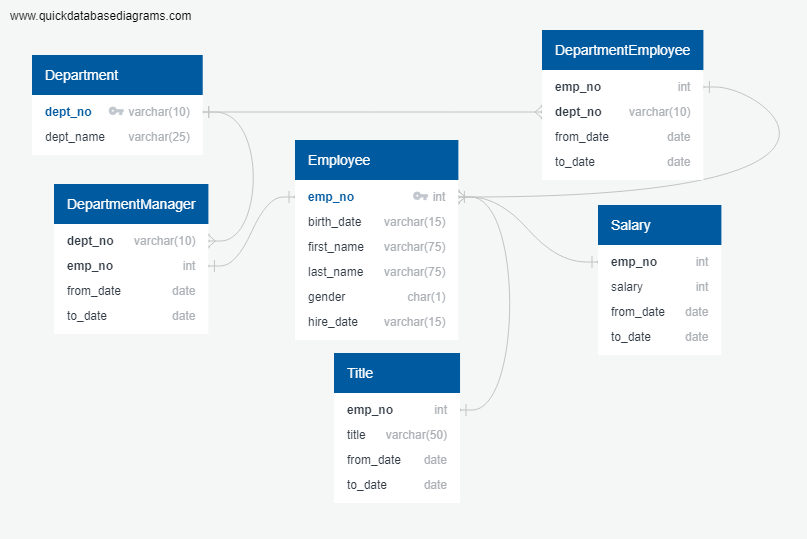 www.quickdatabasediagrams.com
Department
dept_no varchar(10)
dept_name varchar(25)
DepartmentManager
dept_no varchar(10)
emp_no int
from_date date
to_date date
Employee
emp_no int
birth_date varchar(15)
first_name varchar(75)
last_name varchar(75)
gender char(1)
hire_date varchar(15)
DepartmentEmployee
emp_no int
dept_no varchar(10)
from_date date
to_date date
Salary
emp_no int
salary int
from_date date
to_date date
Title
emp_no int
title varchar(50)
from_date date
to_date date